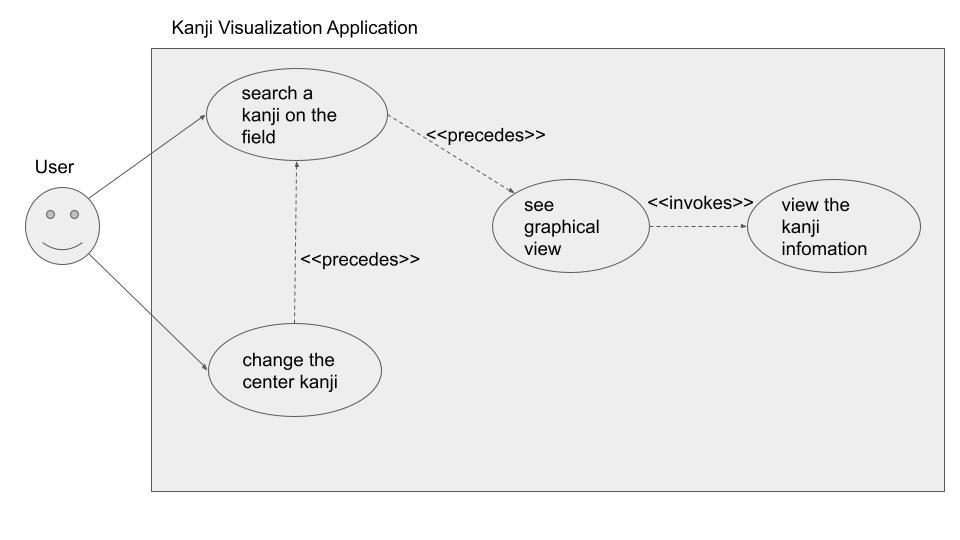 Kanji Visualization Application
User
search a
kanji on the
field
<<precedes>>
see
graphical
view
<<invokes>>
view the
kanji
infomation
<<precedes>>
change the
center kanji